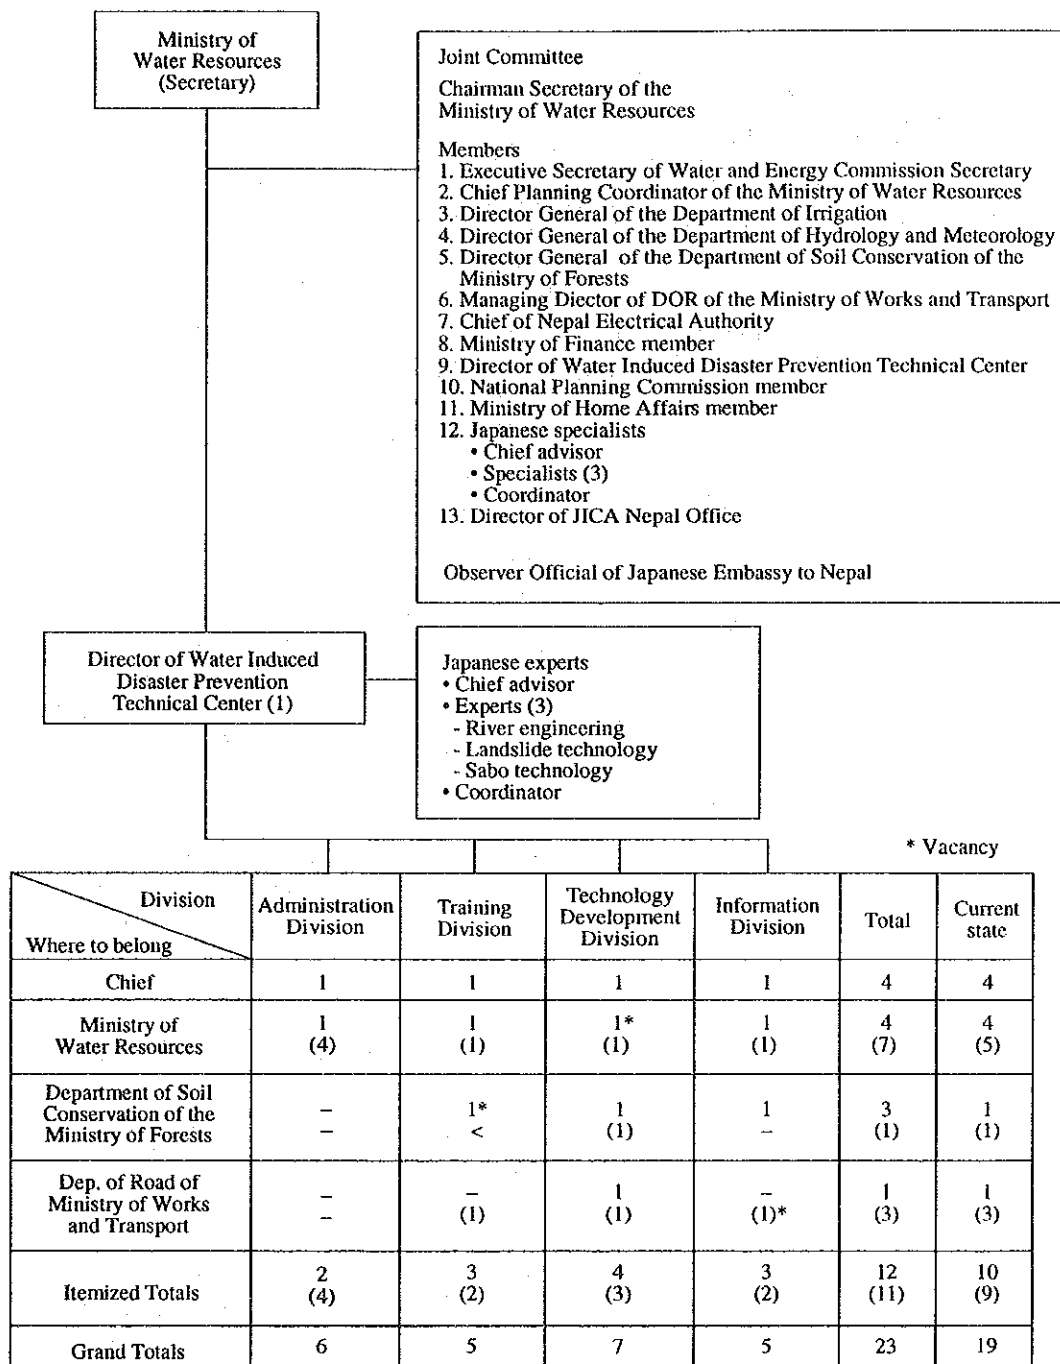 Ministry of
Water Resources
(Secretary)
Joint Committee
Chairman Secretary of the
Ministry of Water Resources
Members
1. Executive Secretary of Water and Energy Commission Secretary
2. Chief Planning Coordinator of the Ministry of Water Resources
3. Director General of the Department of Irrigation
4. Director General of the Department of Hydrology and Meteorology
5. Director General of the Department of Soil Conservation of the
Ministry of Forests
6. Managing Diector of DOR of the Ministry of Works and Transport
7. Chief of Nepal Electrical Authority
8. Ministry of Finance member
9. Director of Water Induced Disaster Prevention Technical Center
10. National Planning Commission member
11. Ministry of Home Affairs member
12. Japanese specialists
• Chief advisor
• Specialists (3)
• Coordinator
13. Director of JICA Nepal Office
Observer Official of Japanese Embassy to Nepal
Director of Water Induced
Disaster Prevention
Technical Center (1)
Japanese experts
• Chief advisor
• Experts (3)
- River engineering
- Landslide technology
- Sabo technology
• Coordinator
* Vacancy
Division
Where to belong
Administration
Division
Training
Division
Technology
Development
Division
Information
Division
Total
Current
state
Chief 1 1 1 1 4 4
Ministry of
Water Resources
1 1 1* 1 4 4
(4) (1) (1) (1) (7) (5)
Department of Soil
Conservation of the
Ministry of Forests
– 1* 1 1 3 1
– < (1) – (1) (1)
Dep. of Road of
Ministry of Works
and Transport
– – 1 – 1 1
– (1) (1) (1)* (3) (3)
Itemized Totals
2 3 4 3 12 10
(4) (2) (3) (2) (11) (9)
Grand Totals 6 5 7 5 23 19